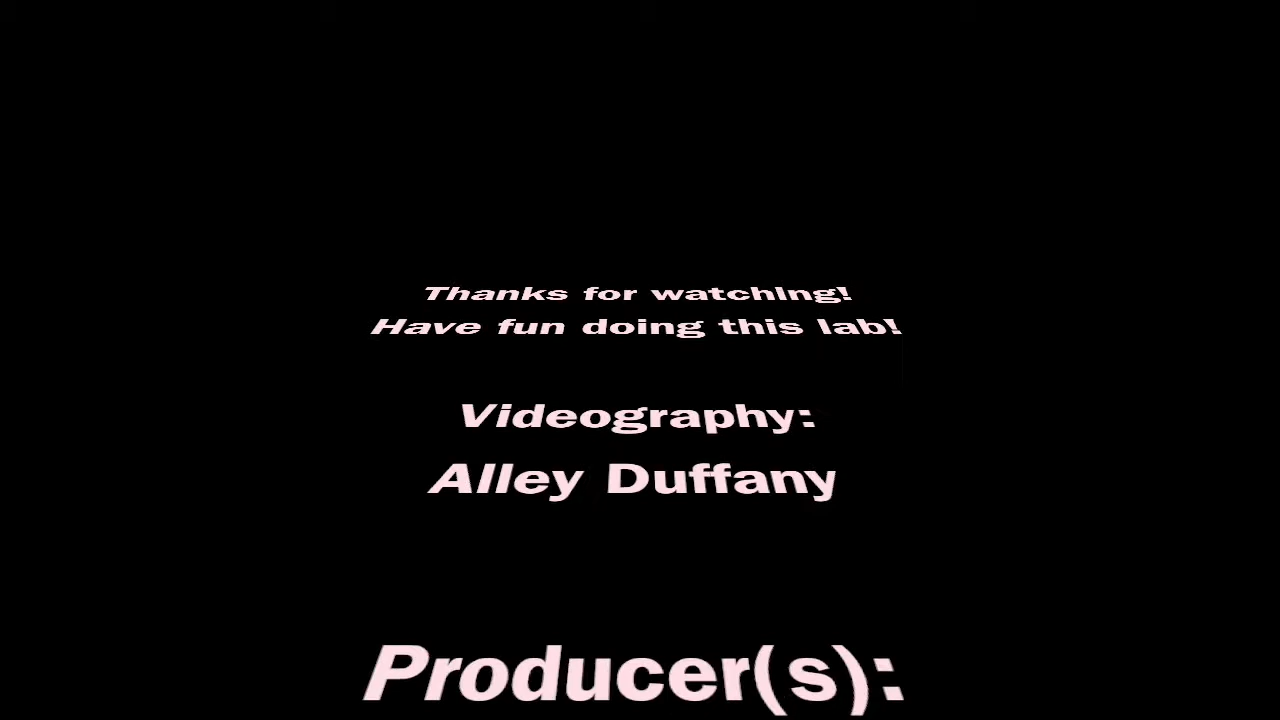 Thanks for watching!
Have fun doing this lab!
Videography:
Alley Duffany
Producer(s):